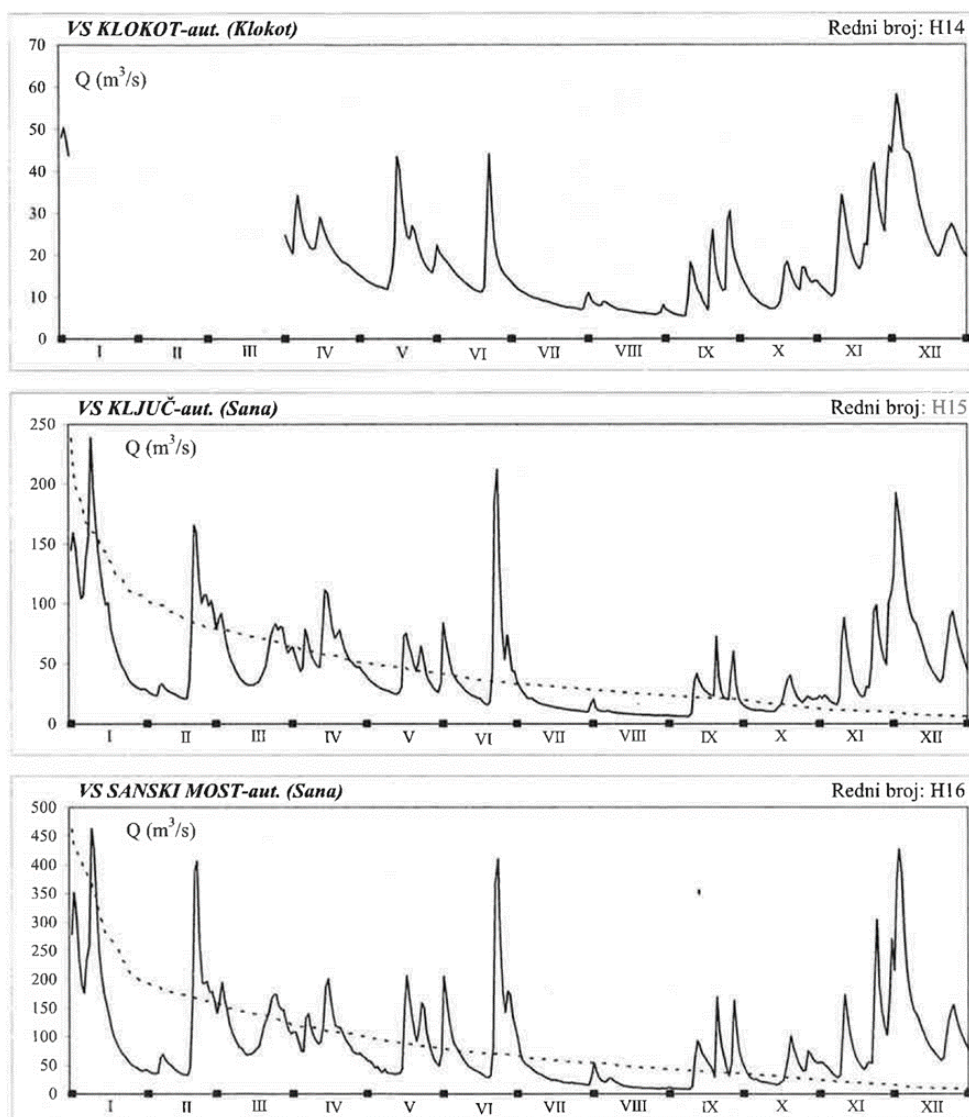 VS KLOKOT-aut. (Klokot) Redni broj: H14
70
Q (m³/s)
60
50
40
30
20
10
0
I II III IV V VI VII VIII IX X XI XII
VS KLJUČ-aut. (Sana) Redni broj: H15
250
Q (m³/s)
200
150
100
50
0
I II III IV V VI VII VIII IX X XI XII
VS SANSKI MOST-aut. (Sana) Redni broj: H16
500
Q (m³/s)
450
400
350
300
250
200
150
100
50
0
I II III IV V VI VII VIII IX X XI XII